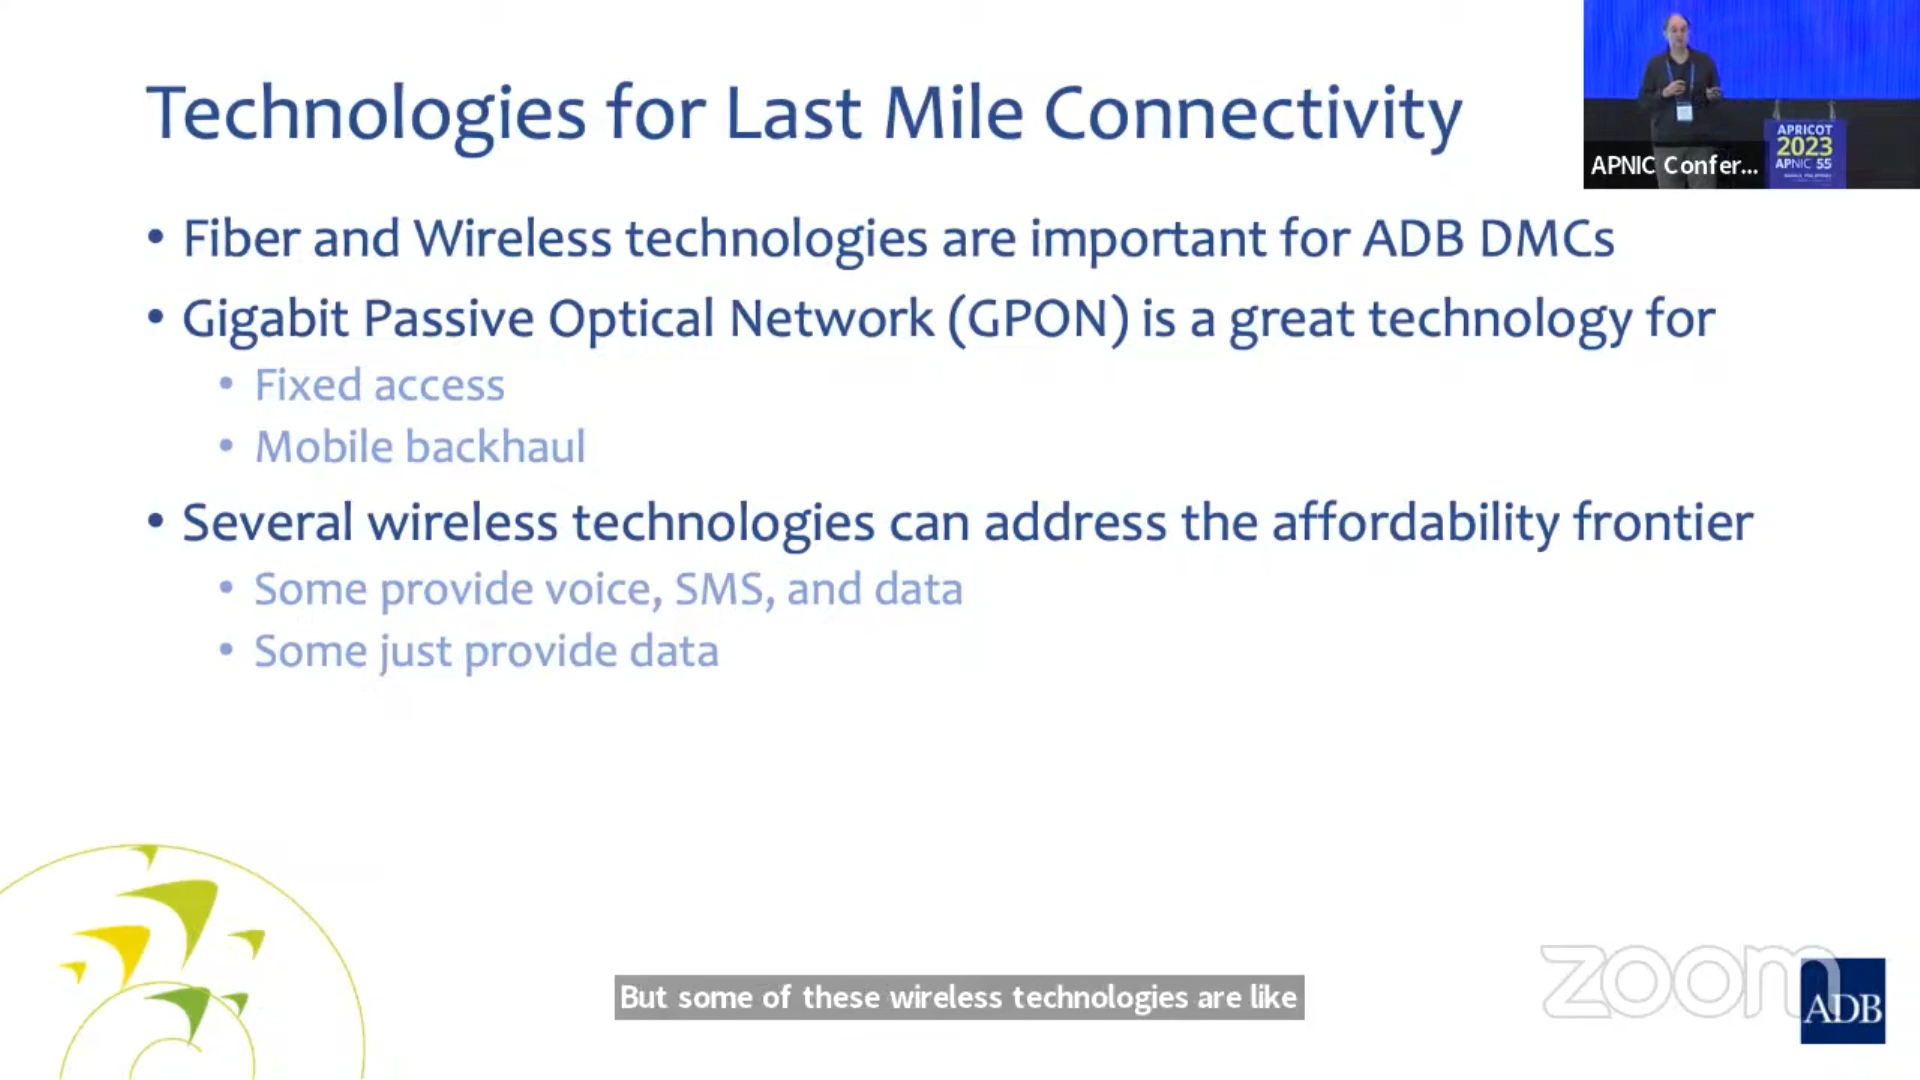 Technologies for Last Mile Connectivity
• Fiber and Wireless technologies are important for ADB DMCs
• Gigabit Passive Optical Network (GPON) is a great technology for
• Fixed access
• Mobile backhaul
• Several wireless technologies can address the affordability frontier
• Some provide voice, SMS, and data
• Some just provide data
APRICOT
2023
APNIC 55
APNIC Confer...
But some of these wireless technologies are like
zoom
ADB